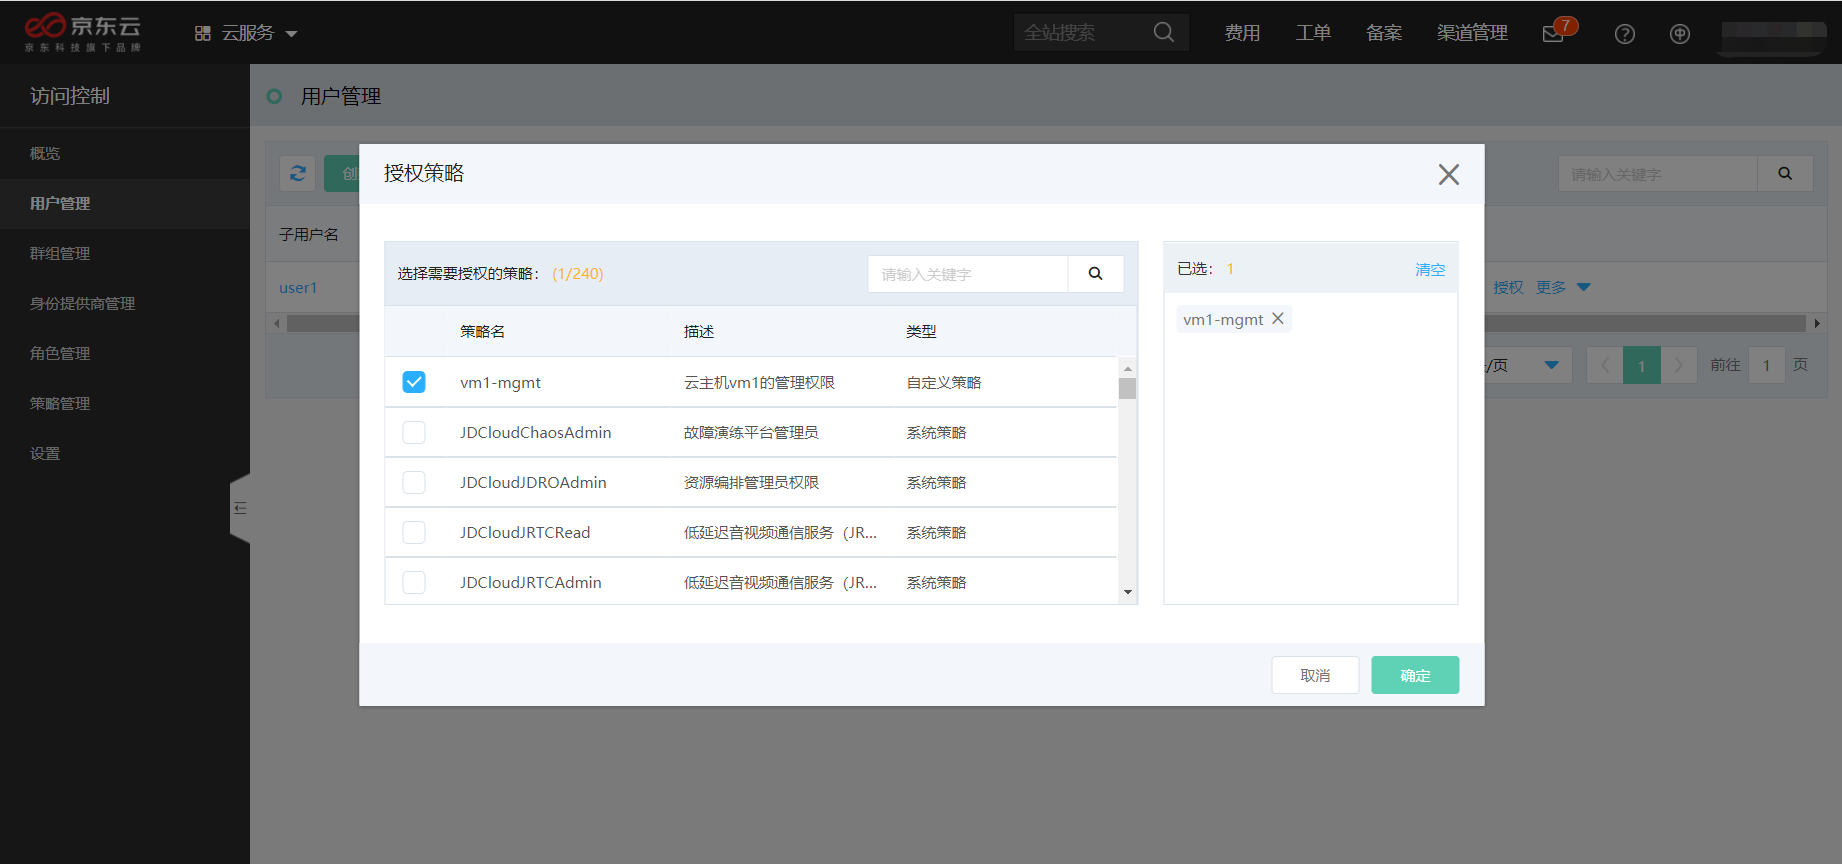 京东云
京东科技旗下品牌
云服务
全站搜索
费用
工单
备案
渠道管理
7
访问控制
概览
用户管理
群组管理
身份提供商管理
角色管理
策略管理
设置
用户管理
请输入关键字
子用户名
user1
授权 更多
/页
1
前往 1 页
授权策略
选择需要授权的策略： (1/240)
请输入关键字
策略名 描述 类型
vm1-mgmt 云主机vm1的管理权限 自定义策略
JDCloudChaosAdmin 故障演练平台管理员 系统策略
JDCloudJDROAdmin 资源编排管理员权限 系统策略
JDCloudJRTCRead 低延迟音视频通信服务（JR... 系统策略
JDCloudJRTCAdmin 低延迟音视频通信服务（JR... 系统策略
已选： 1
清空
vm1-mgmt
取消
确定